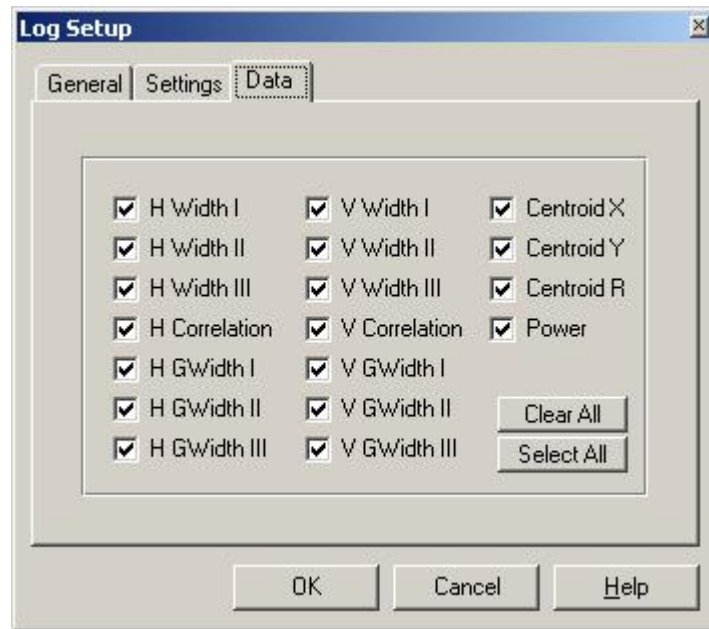 Log Setup
General Settings Data
H Width I V Width I Centroid X
H Width II V Width II Centroid Y
H Width III V Width III Centroid R
H Correlation V Correlation Power
H GWidth I V GWidth I
H GWidth II V GWidth II Clear All
H GWidth III V GWidth III Select All
OK Cancel Help